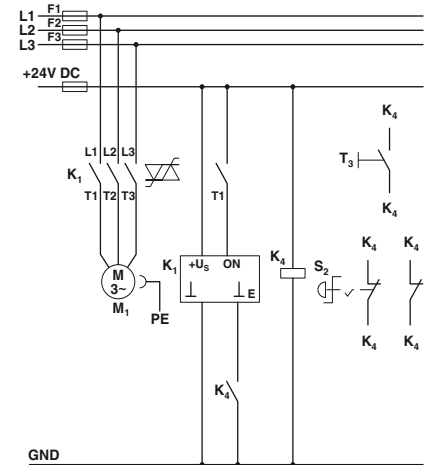 F1
L1
F2
L2
F3
L3
+24V DC
K4
L1 L2 L3
T3
K1
T1 T2 T3
T1
K4
K1
+US ON
K4
S2
K4 K4
M
3~
⊥ ⊥ E
M1
PE
K4 K4
K4
GND